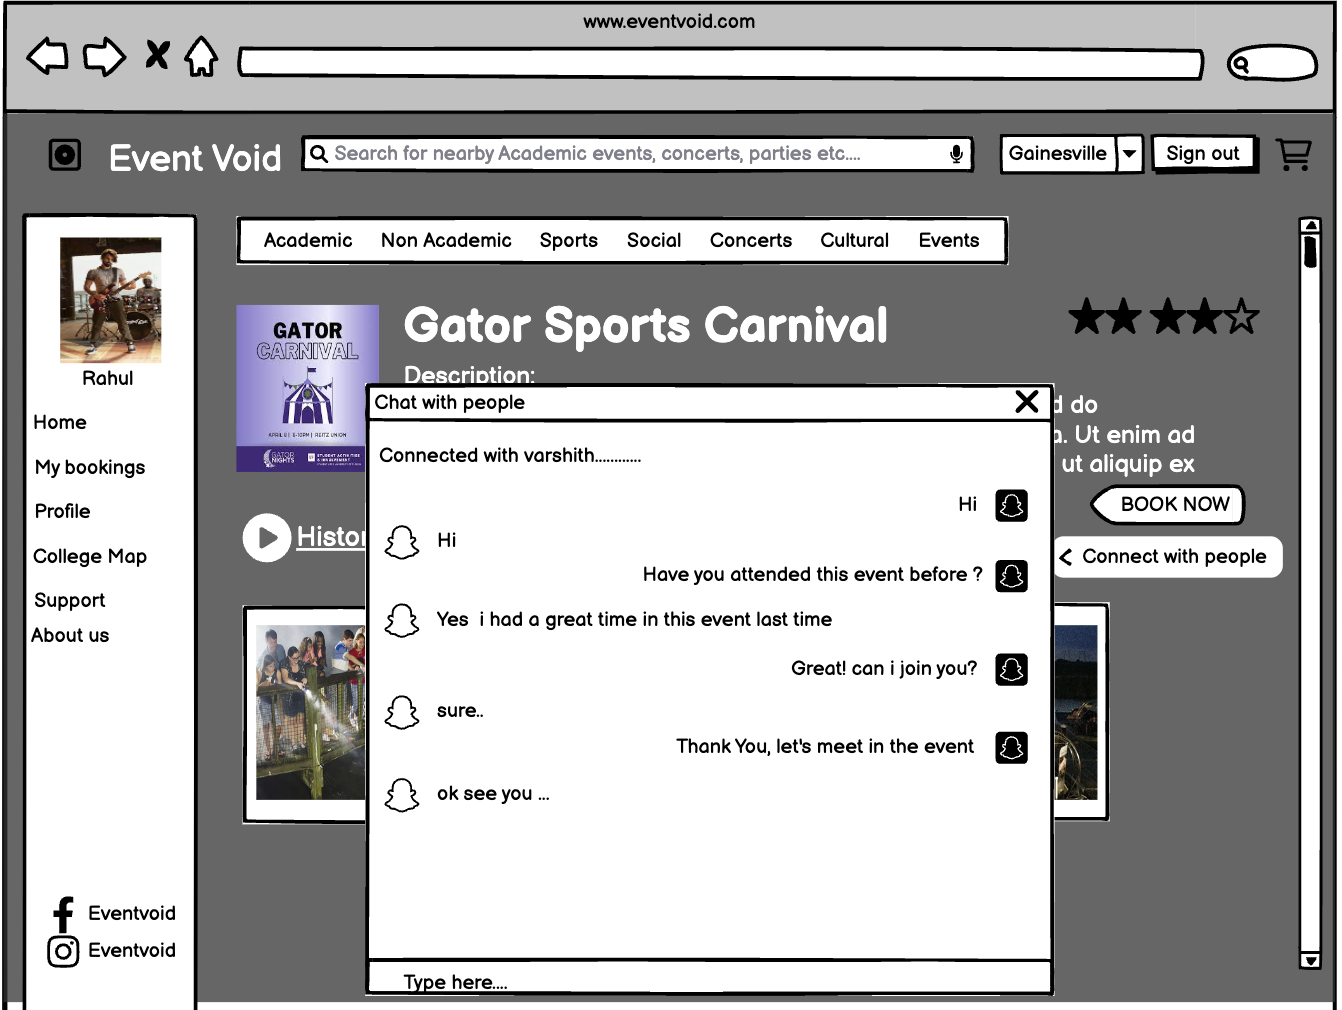 www.eventvoid.com
Event Void
Search for nearby Academic events, concerts, parties etc....
Gainesville
Sign out
Academic Non Academic Sports Social Concerts Cultural Events
Rahul
Home
My bookings
Profile
College Map
Support
About us
Eventvoid
Eventvoid
GATOR
CARNIVAL
APRIL 8 | 8-10PM | REITZ UNION
GATOR
NIGHTS
STUDENT ACTIVITIES
& INVOLVEMENT
Gator Sports Carnival
Description:
do
Ut enim ad
ut aliquip ex
BOOK NOW
Connect with people
Chat with people
Connected with varshith............
Hi
Hi
Have you attended this event before ?
Yes i had a great time in this event last time
Great! can i join you?
sure..
Thank You, let's meet in the event
ok see you ...
Type here....